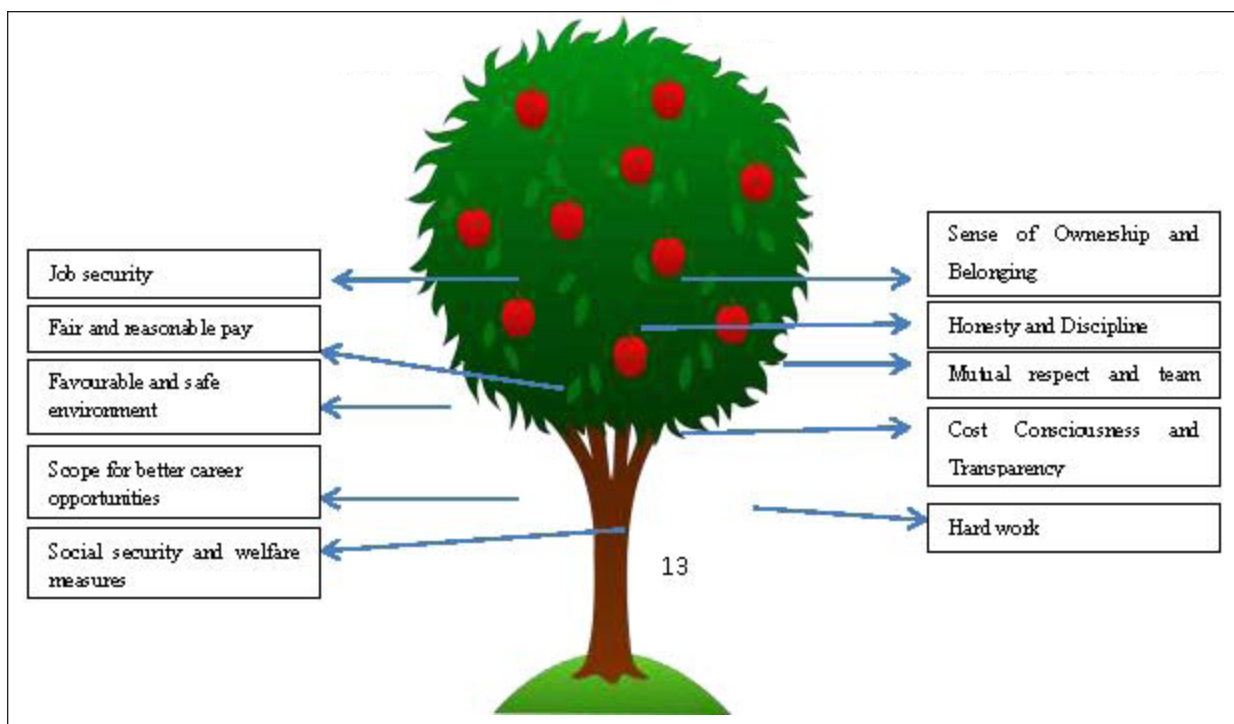 Job security
Fair and reasonable pay
Favourable and safe
environment
Scope for better career
opportunities
Social security and welfare
measures
Sense of Ownership and
Belonging
Honesty and Discipline
Mutual respect and team
Cost Consciousness and
Transparency
Hard work
13